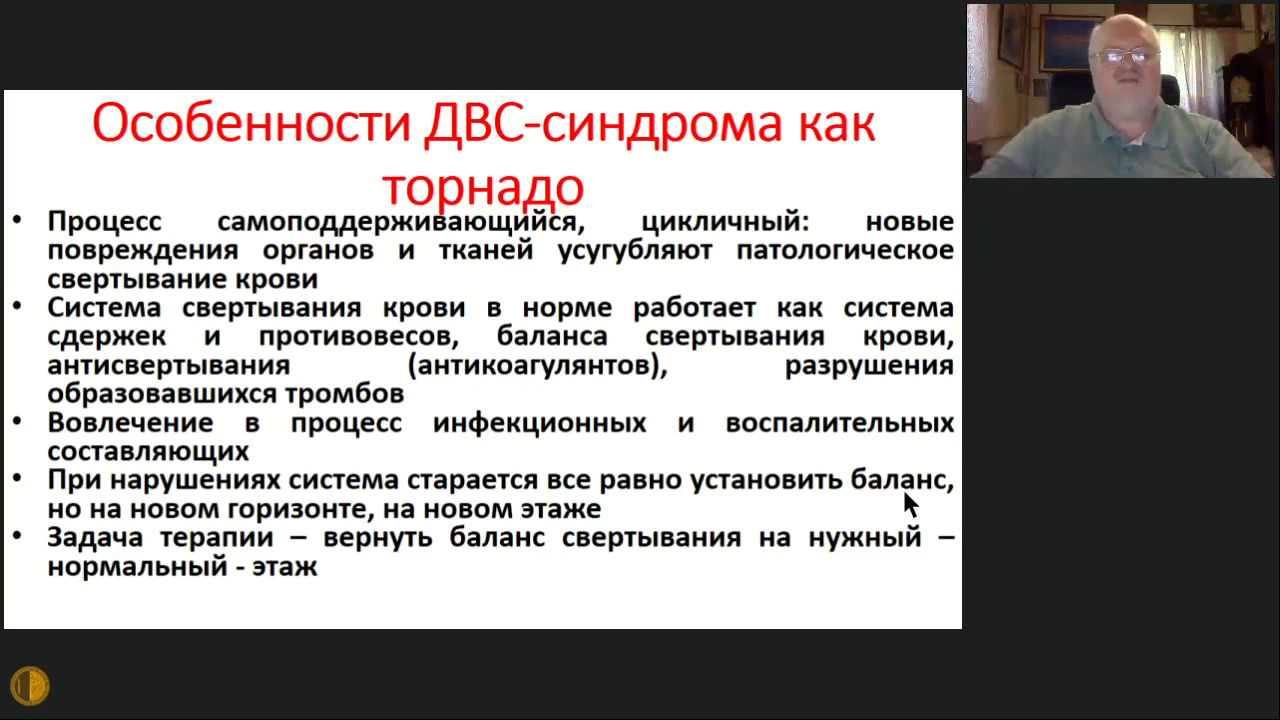 Особенности ДВС-синдрома как
торнадо
• Процесс самоподдерживающийся, цикличный: новые
повреждения органов и тканей усугубляют патологическое
свертывание крови
• Система свертывания крови в норме работает как система
сдержек и противовесов, баланса свертывания крови,
антисвертывания (антикоагулянтов), разрушения
образовавшихся тромбов
• Вовлечение в процесс инфекционных и воспалительных
составляющих
• При нарушениях система старается все равно установить баланс,
но на новом горизонте, на новом этаже
• Задача терапии – вернуть баланс свертывания на нужный –
нормальный - этаж